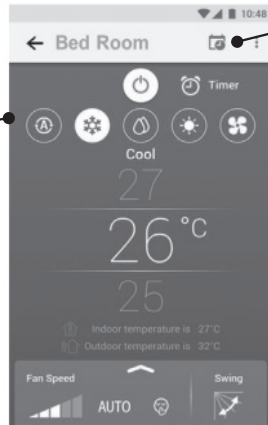 10:48
Bed Room
Timer
A
Cool
27
26°C
25
Indoor temperature is 27°C
Outdoor temperature is 32°C
Fan Speed
Swing
AUTO